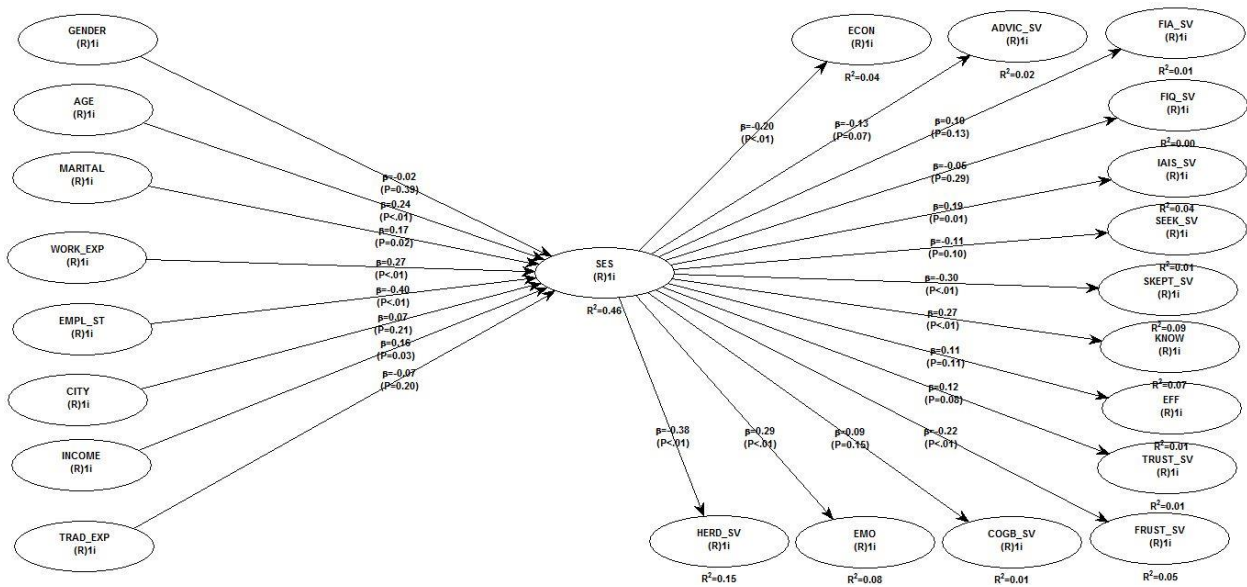 GENDER
(R)1i
AGE
(R)1i
MARITAL
(R)1i
WORK_EXP
(R)1i
EMPL_ST
(R)1i
CITY
(R)1i
INCOME
(R)1i
TRAD_EXP
(R)1i
β=-0.02
(P=0.39)
β=0.24
(P<.01)
β=0.17
(P=0.02)
β=0.27
(P<.01)
β=-0.40
(P<.01)
β=0.07
(P=0.21)
β=0.16
(P=0.03)
β=-0.07
(P=0.20)
SES
(R)1i
R²=0.46
ECON
(R)1i
R²=0.04
ADVIC_SV
(R)1i
R²=0.02
FIA_SV
(R)1i
R²=0.01
FIQ_SV
(R)1i
R²=0.00
IAIS_SV
(R)1i
R²=0.04
SEEK_SV
(R)1i
R²=0.01
SKEPT_SV
(R)1i
R²=0.09
KNOW
(R)1i
R²=0.07
EFF
(R)1i
R²=0.01
TRUST_SV
(R)1i
R²=0.01
FRUST_SV
(R)1i
R²=0.05
β=-0.20
(P<.01)
β=-0.13
(P=0.07)
β=0.10
(P=0.13)
β=-0.05
(P=0.29)
β=0.19
(P=0.01)
β=-0.11
(P=0.10)
β=-0.30
(P<.01)
β=0.27
(P<.01)
β=0.11
(P=0.11)
β=0.12
(P=0.08)
β=-0.22
(P<.01)
β=-0.38
(P<.01)
β=0.29
(P<.01)
β=0.09
(P=0.15)
HERD_SV
(R)1i
R²=0.15
EMO
(R)1i
R²=0.08
COGB_SV
(R)1i
R²=0.01